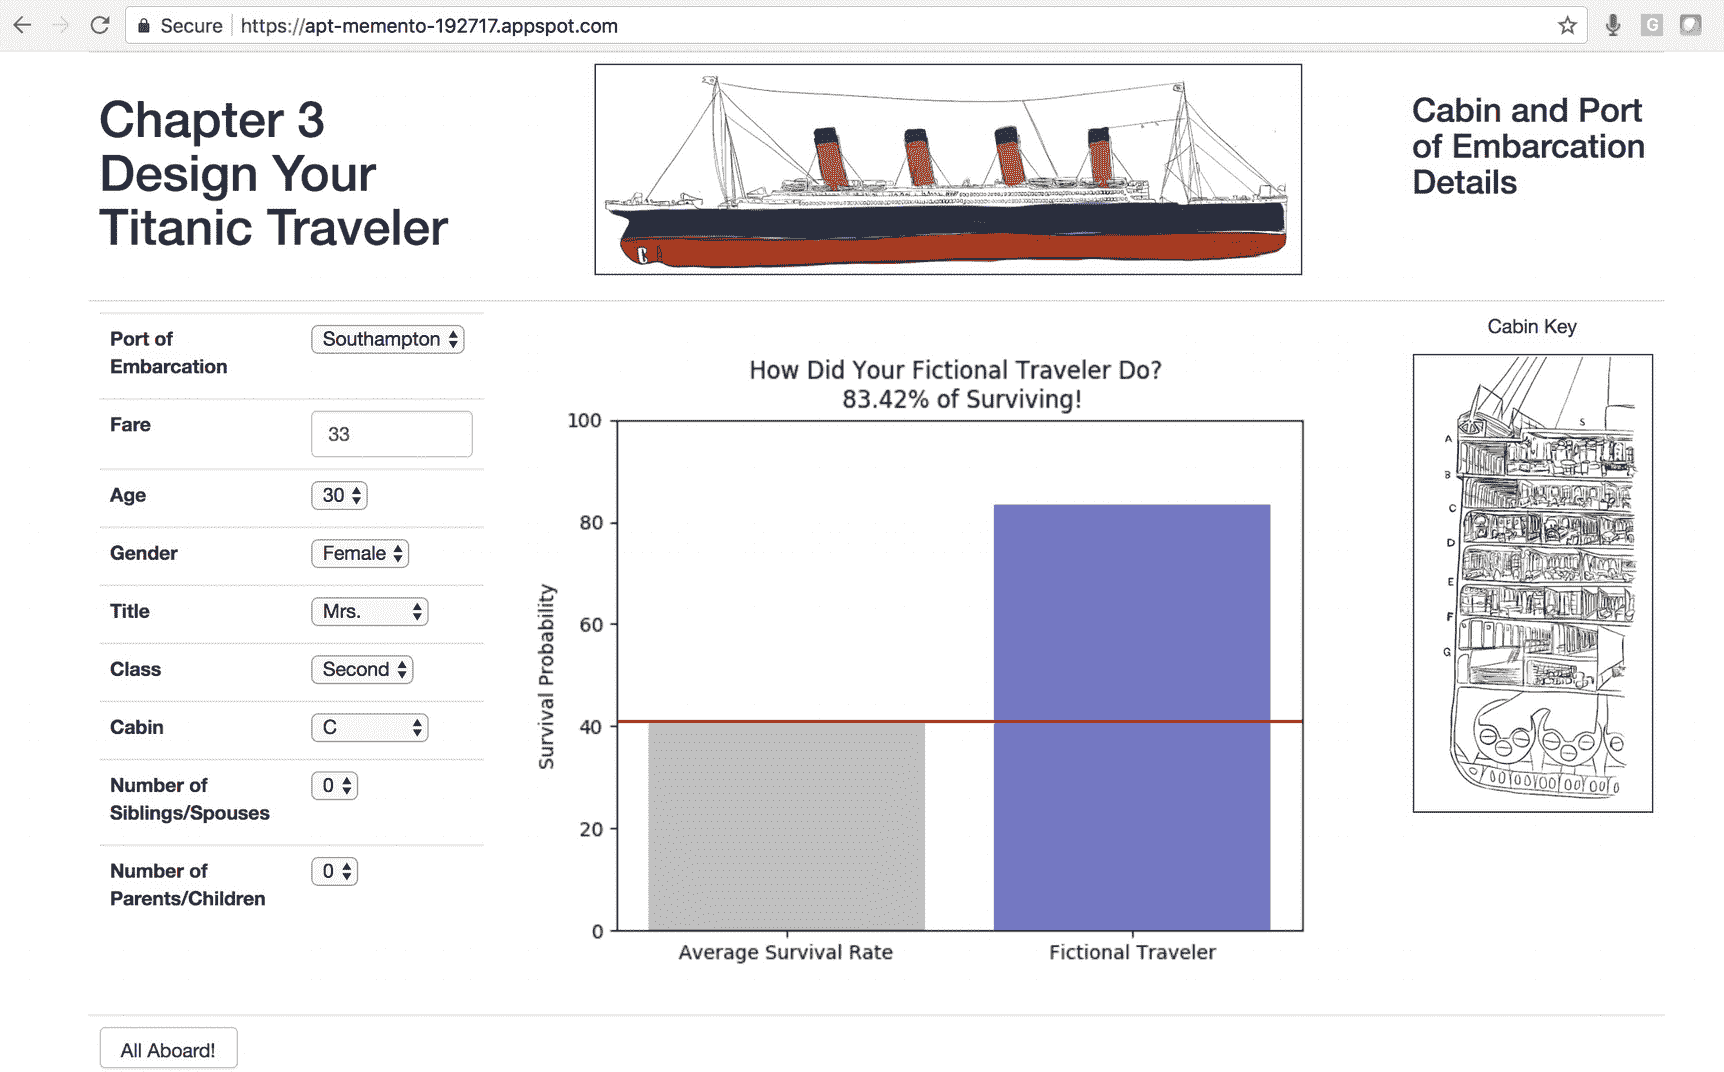 Secure https://apt-memento-192717.appspot.com
G
Chapter 3
Design Your
Titanic Traveler
Cabin and Port
of Embarcation
Details
Port of
Embarcation
Southampton
Fare
33
Age
30
Gender
Female
Title
Mrs.
Class
Second
Cabin
C
Number of
Siblings/Spouses
0
Number of
Parents/Children
0
How Did Your Fictional Traveler Do?
83.42% of Surviving!
Survival Probability
100
80
60
40
20
0
Average Survival Rate
Fictional Traveler
Cabin Key
S
A
B
C
D
E
F
G
All Aboard!